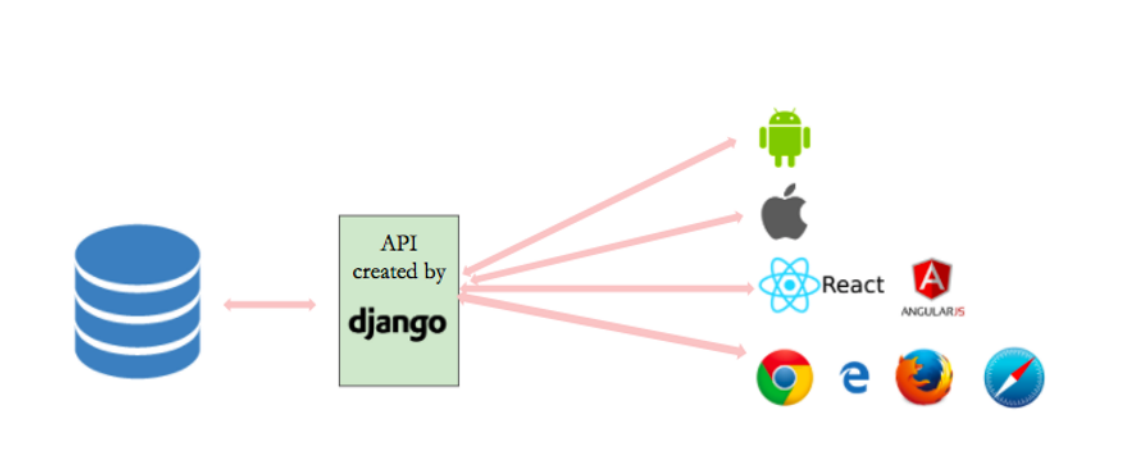 API
created by
django
React
ANGULARJS